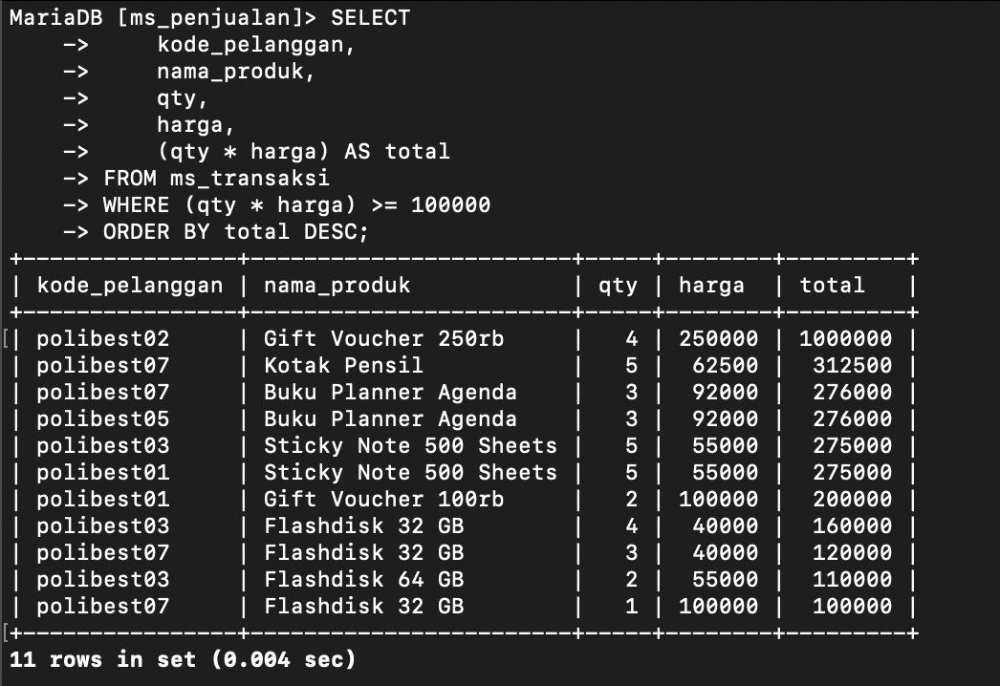 MariaDB [ms_penjualan]> SELECT
    ->     kode_pelanggan,
    ->     nama_produk,
    ->     qty,
    ->     harga,
    ->     (qty * harga) AS total
    -> FROM ms_transaksi
    -> WHERE (qty * harga) >= 100000
    -> ORDER BY total DESC;
+----------------+------------------------+-----+--------+---------+
| kode_pelanggan | nama_produk            | qty | harga  | total   |
+----------------+------------------------+-----+--------+---------+
[| polibest02     | Gift Voucher 250rb     |   4 | 250000 | 1000000 |
| polibest07     | Kotak Pensil           |   5 |  62500 |  312500 |
| polibest07     | Buku Planner Agenda    |   3 |  92000 |  276000 |
| polibest05     | Buku Planner Agenda    |   3 |  92000 |  276000 |
| polibest03     | Sticky Note 500 Sheets |   5 |  55000 |  275000 |
| polibest01     | Sticky Note 500 Sheets |   5 |  55000 |  275000 |
| polibest01     | Gift Voucher 100rb     |   2 | 100000 |  200000 |
| polibest03     | Flashdisk 32 GB        |   4 |  40000 |  160000 |
| polibest07     | Flashdisk 32 GB        |   3 |  40000 |  120000 |
| polibest03     | Flashdisk 64 GB        |   2 |  55000 |  110000 |
| polibest07     | Flashdisk 32 GB        |   1 | 100000 |  100000 |
[+----------------+------------------------+-----+--------+---------+
11 rows in set (0.004 sec)